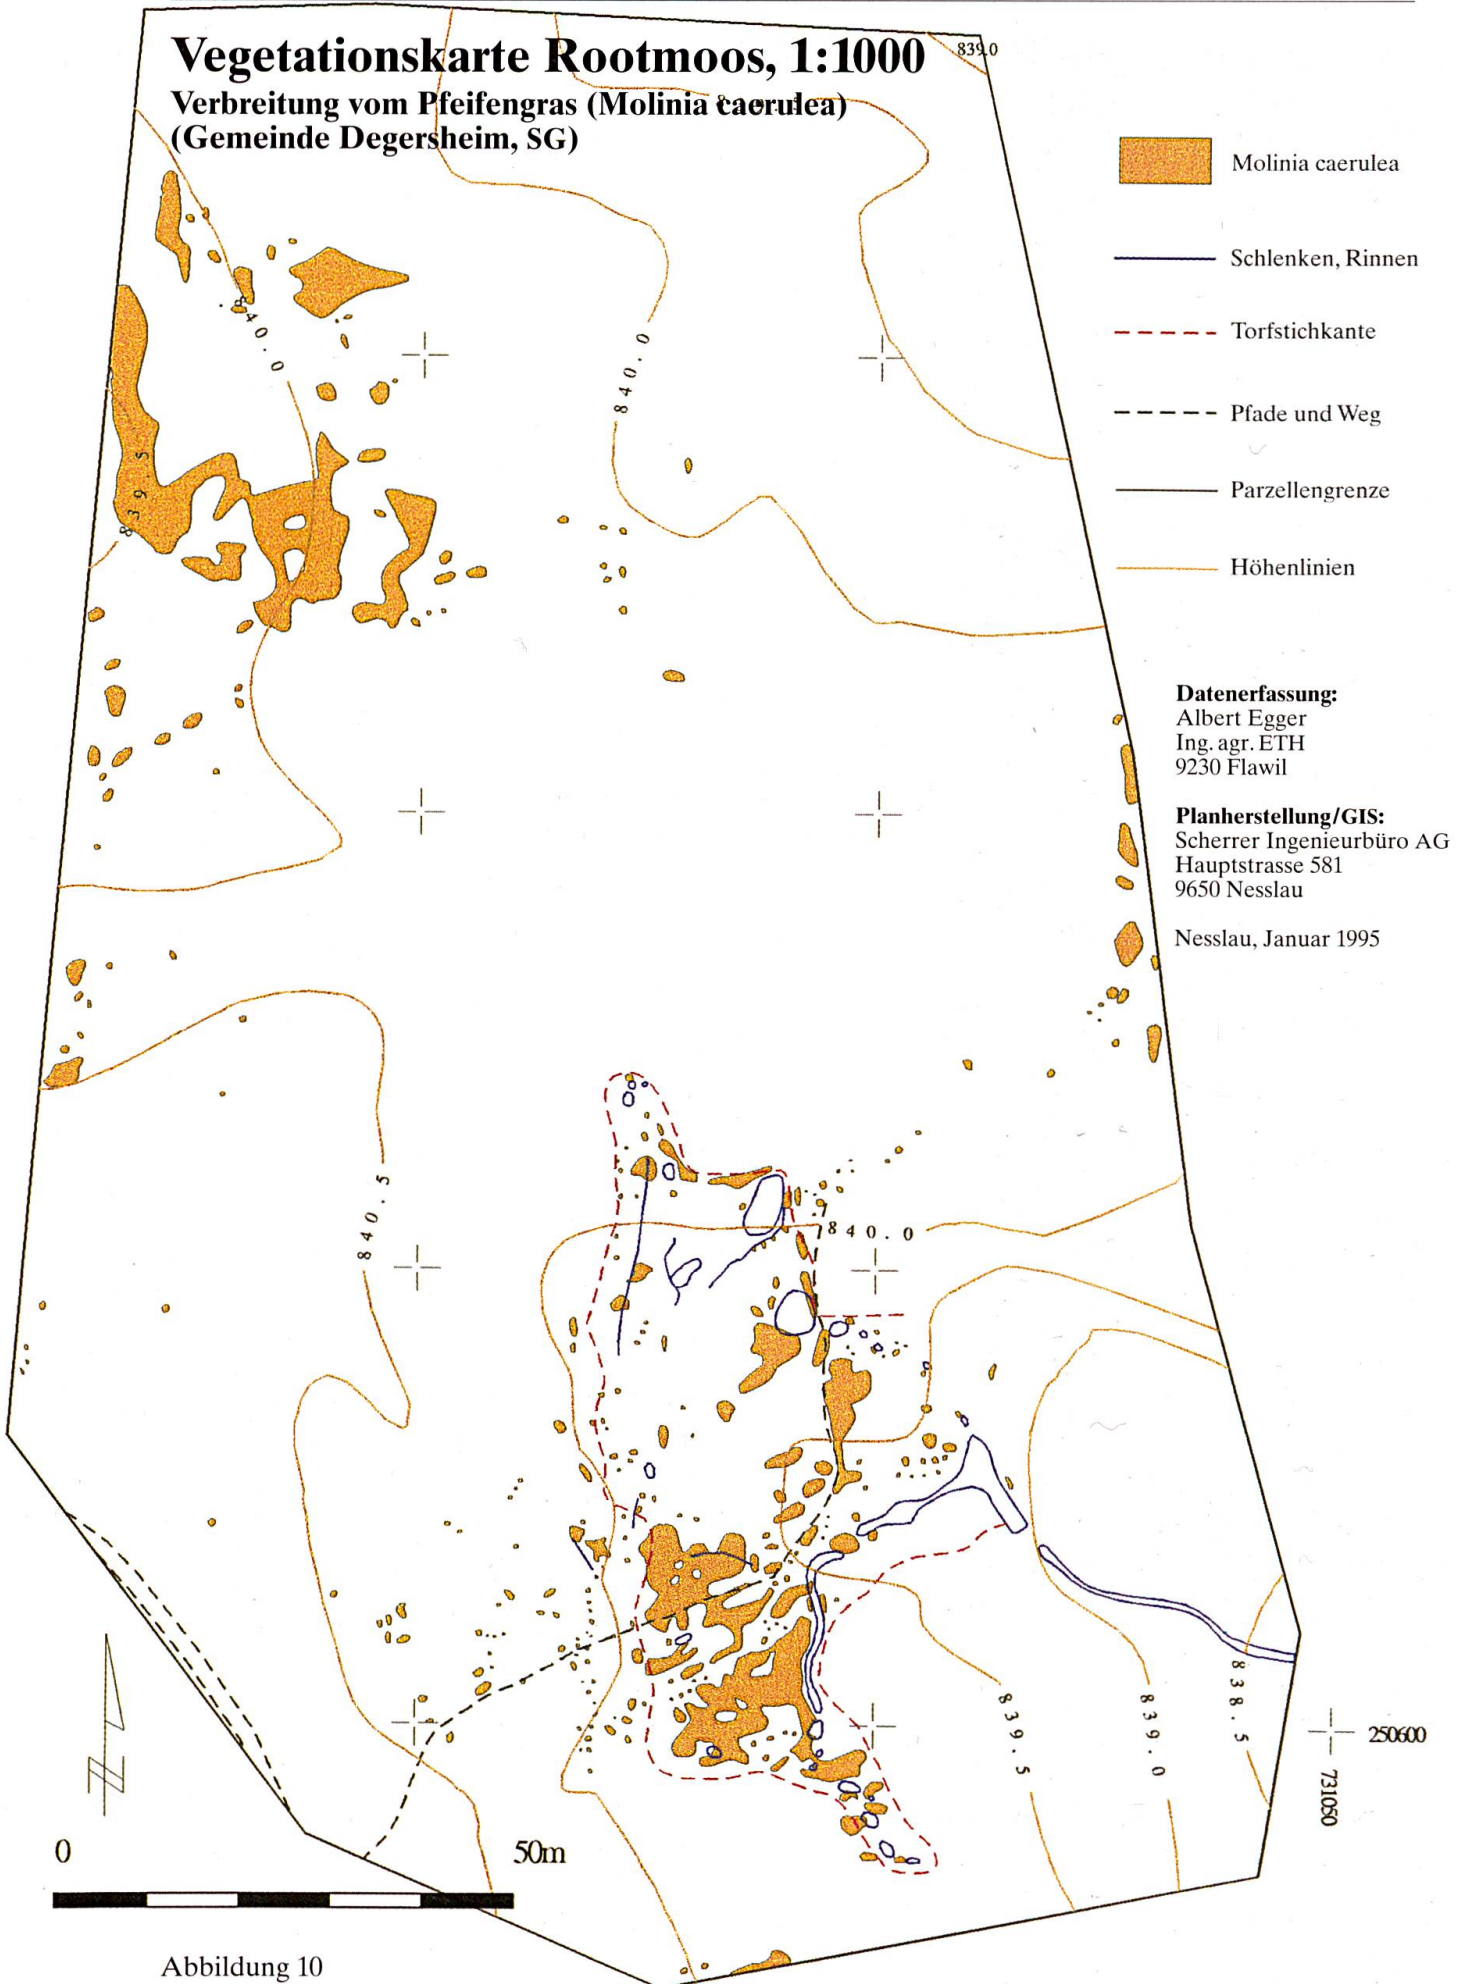 Vegetationskarte Rootmoos, 1:1000
Verbreitung vom Pfeifengras (Molinia caerulea)
(Gemeinde Degersheim, SG)
839.0
Molinia caerulea
Schlenken, Rinnen
Torfstichkante
Pfade und Weg
Parzellengrenze
Höhenlinien
840.0
840.0
839.5
Datenerfassung:
Albert Egger
Ing. agr. ETH
9230 Flawil
Planherstellung/GIS:
Scherrer Ingenieurbüro AG
Hauptstrasse 581
9650 Nesslau
Nesslau, Januar 1995
840.5
840.0
839.5
839.0
838.5
250600
731050
0
50m
Abbildung 10